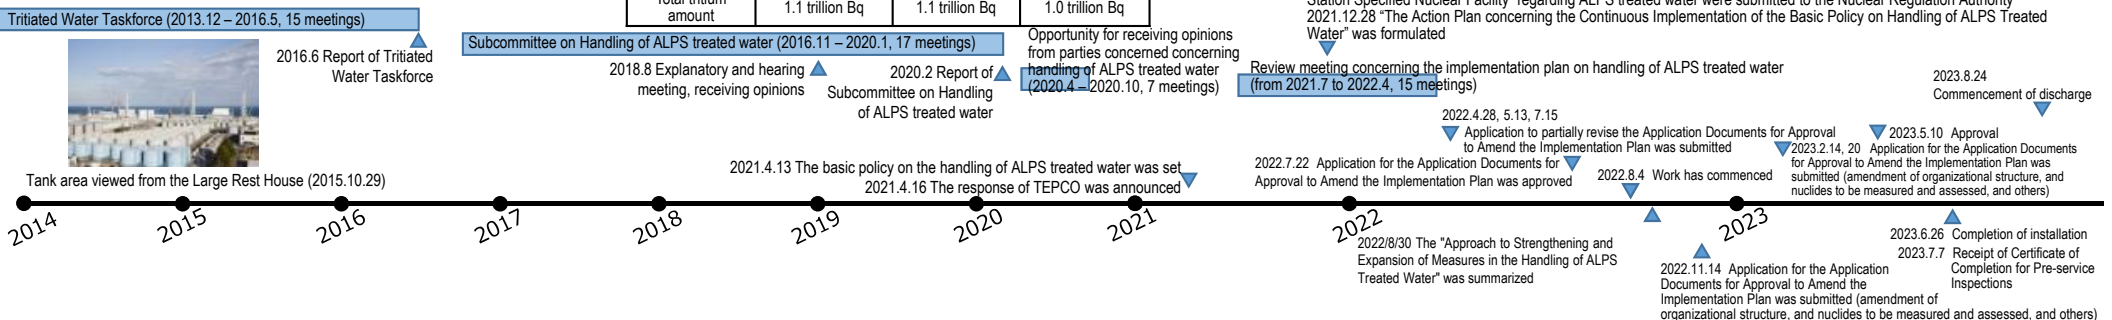 Total tritium
amount
1.1 trillion Bq
1.1 trillion Bq
1.0 trillion Bq
Station Specified Nuclear Facility" regarding ALPS treated water were submitted to the Nuclear Regulation Authority
2021.12.28 "The Action Plan concerning the Continuous Implementation of the Basic Policy on Handling of ALPS Treated
Water" was formulated
Tritiated Water Taskforce (2013.12 – 2016.5, 15 meetings)
2016.6 Report of Tritiated
Water Taskforce
Subcommittee on Handling of ALPS treated water (2016.11 – 2020.1, 17 meetings)
2018.8 Explanatory and hearing
meeting, receiving opinions
2020.2 Report of
Subcommittee on Handling
of ALPS treated water
Opportunity for receiving opinions
from parties concerned concerning
handling of ALPS treated water
(2020.4 – 2020.10, 7 meetings)
Review meeting concerning the implementation plan on handling of ALPS treated water
(from 2021.7 to 2022.4, 15 meetings)
2023.8.24
Commencement of discharge
2022.4.28, 5.13, 7.15
Application to partially revise the Application Documents for Approval
to Amend the Implementation Plan was submitted
2023.5.10 Approval
2023.2.14, 20 Application for the Application Documents
for Approval to Amend the Implementation Plan was
submitted (amendment of organizational structure, and
nuclides to be measured and assessed, and others)
2022.7.22 Application for the Application Documents for
Approval to Amend the Implementation Plan was approved
2022.8.4 Work has commenced
2021.4.13 The basic policy on the handling of ALPS treated water was set
2021.4.16 The response of TEPCO was announced
Tank area viewed from the Large Rest House (2015.10.29)
2014
2015
2016
2017
2018
2019
2020
2021
2022
2023
2022/8/30 The "Approach to Strengthening and
Expansion of Measures in the Handling of ALPS
Treated Water" was summarized
2022.11.14 Application for the Application
Documents for Approval to Amend the
Implementation Plan was submitted (amendment of
organizational structure, and nuclides to be measured and assessed, and others)
2023.6.26 Completion of installation
2023.7.7 Receipt of Certificate of
Completion for Pre-service
Inspections